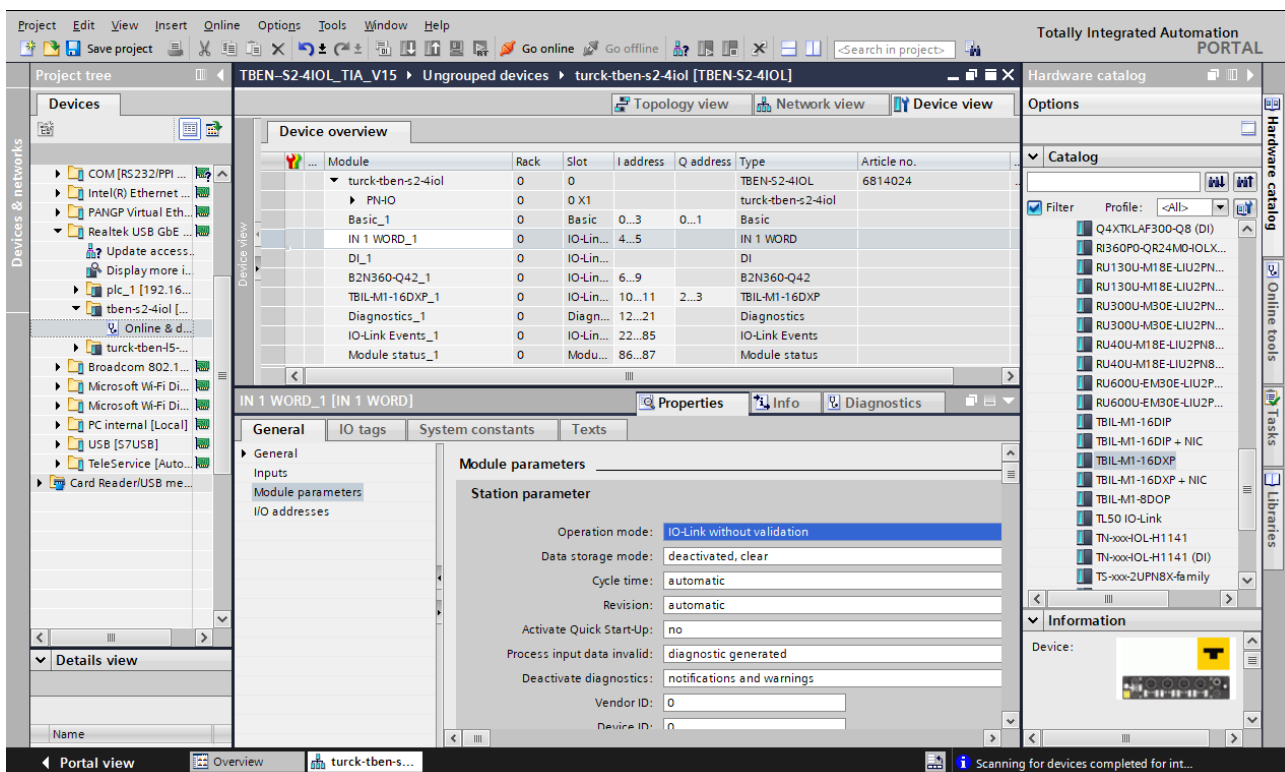 Project Edit View Insert Online Options Tools Window Help
Totally Integrated Automation
PORTAL
Save project Go online Go offline <Search in project>
Project tree
TBEN-S2-4IOL_TIA_V15 Ungrouped devices turck-tben-s2-4iol [TBEN-S2-4IOL]
Hardware catalog
Devices
Topology view Network view Device view
Options
Device overview
... Module Rack Slot I address Q address Type Article no. ...
turck-tben-s2-4iol 0 0 TBEN-S2-4IOL 6814024
PN-IO 0 0 X1 turck-tben-s2-4iol
Basic_1 0 Basic 0...3 0...1 Basic
IN 1 WORD_1 0 IO-Lin... 4...5 IN 1 WORD
DI_1 0 IO-Lin... DI
B2N360-Q42_1 0 IO-Lin... 6...9 B2N360-Q42
TBIL-M1-16DXP_1 0 IO-Lin... 10...11 2...3 TBIL-M1-16DXP
Diagnostics_1 0 Diagn... 12...21 Diagnostics
IO-Link Events_1 0 IO-Lin... 22...85 IO-Link Events
Module status_1 0 Modu... 86...87 Module status
COM [RS232/PPI ...
Intel(R) Ethernet ...
PANGP Virtual Eth...
Realtek USB GbE ...
Update access.
Display more i..
plc_1 [192.16...
tben-s2-4iol [...
Online & d...
turck-tben-l5-...
Broadcom 802.1...
Microsoft Wi-Fi Di...
Microsoft Wi-Fi Di...
PC internal [Local]
USB [S7USB]
TeleService [Auto...
Card Reader/USB me...
Details view
Name
Devices & networks
Device view
IN 1 WORD_1 [IN 1 WORD]
Properties Info Diagnostics
General IO tags System constants Texts
General
Inputs
Module parameters
I/O addresses
Module parameters
Station parameter
Operation mode: IO-Link without validation
Data storage mode: deactivated, clear
Cycle time: automatic
Revision: automatic
Activate Quick Start-Up: no
Process input data invalid: diagnostic generated
Deactivate diagnostics: notifications and warnings
Vendor ID: 0
Device ID: 0
Catalog
Filter Profile: <All>
Q4XTKLAF300-Q8 (DI)
RI360P0-QR24M0-IOLX...
RU130U-M18E-LIU2PN...
RU130U-M18E-LIU2PN...
RU300U-M30E-LIU2PN...
RU300U-M30E-LIU2PN...
RU40U-M18E-LIU2PN8...
RU40U-M18E-LIU2PN8...
RU600U-EM30E-LIU2P...
RU600U-EM30E-LIU2P...
TBIL-M1-16DIP
TBIL-M1-16DIP + NIC
TBIL-M1-16DXP
TBIL-M1-16DXP + NIC
TBIL-M1-8DOP
TL50 IO-Link
TN-xxx-IOL-H1141
TN-xxx-IOL-H1141 (DI)
TS-xxx-2UPN8X-family
Information
Device:
Hardware catalog
Online tools
Tasks
Libraries
Portal view Overview turck-tben-s... Scanning for devices completed for int...